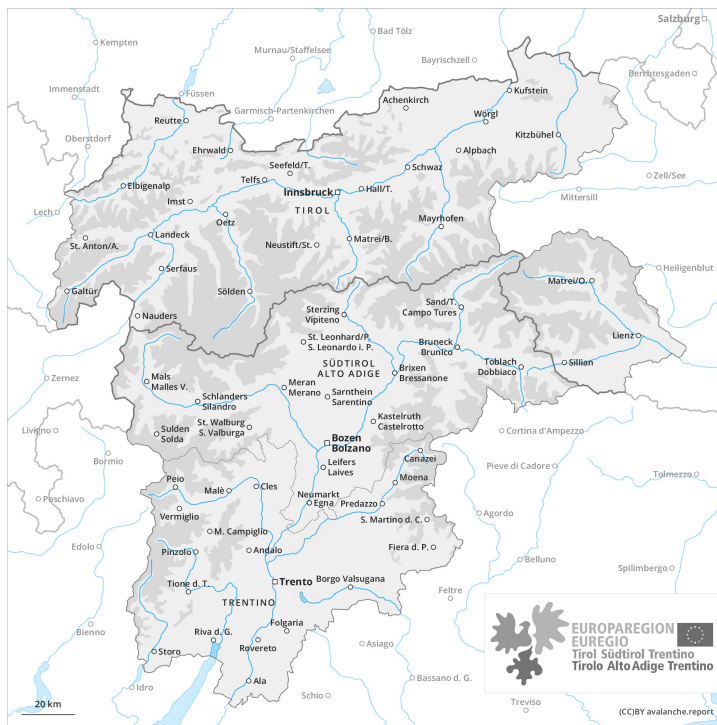 Salzburg
Kempten
Bad Tölz
Murnau/Staffelsee
Bayrischzell
Berchtesgaden
Immenstadt
Füssen
Kufstein
Achenkirch
Garmisch-Partenkirchen
Reutte
Wörgl
Oberstdorf
Kitzbühel
Ehrwald
Alpbach
Seefeld/T.
Schwaz
Telfs
Zell/See
Elbigenalp
Innsbruck
Hall/T.
Mittersill
Imst
TIROL
Lech
Oetz
Mayrhofen
Landeck
Matrei/B.
St. Anton/A.
Neustift/St.
Serfaus
Heiligenblut
Matrei/O.
Galtür
Sölden
Sand/T.
Campo Tures
Nauders
Sterzing
Vipiteno
Lienz
St. Leonhard/P.
S. Leonardo i. P.
Bruneck
Brunico
Toblach
Dobbiaco
Sillian
SÜDTIROL
ALTO ADIGE
Brixen
Bressanone
Zernez
Mals
Malles V.
Meran
Merano
Sarnthein
Sarentino
Schlanders
Silandro
Kastelruth
Castelrotto
St. Walburg
S. Valburga
Livigno
Sulden
Solda
Cortina d'Ampezzo
Bozen
Bolzano
Bormio
Canazei
Leifers
Laives
Pieve di Cadore
Tolmezzo
Peio
Malè
Cles
Moena
Poschiavo
Neumarkt
Egna
Predazzo
Vermiglio
Agordo
S. Martino d. C.
M. Campiglio
Edolo
Pinzolo
Andalo
Fiera d. P.
Belluno
Spilimbergo
Tione d. T.
Trento
Borgo Valsugana
Feltre
TRENTINO
Bienno
Folgaria
Riva d. G.
Rovereto
Asiago
Storo
EUROPAREGION
EUREGIO
Tirol Südtirol Trentino
Tirolo Alto Adige Trentino
Idro
Ala
Bassano d. G.
Schio
Treviso
20 km
(CC)BY avalanche.report